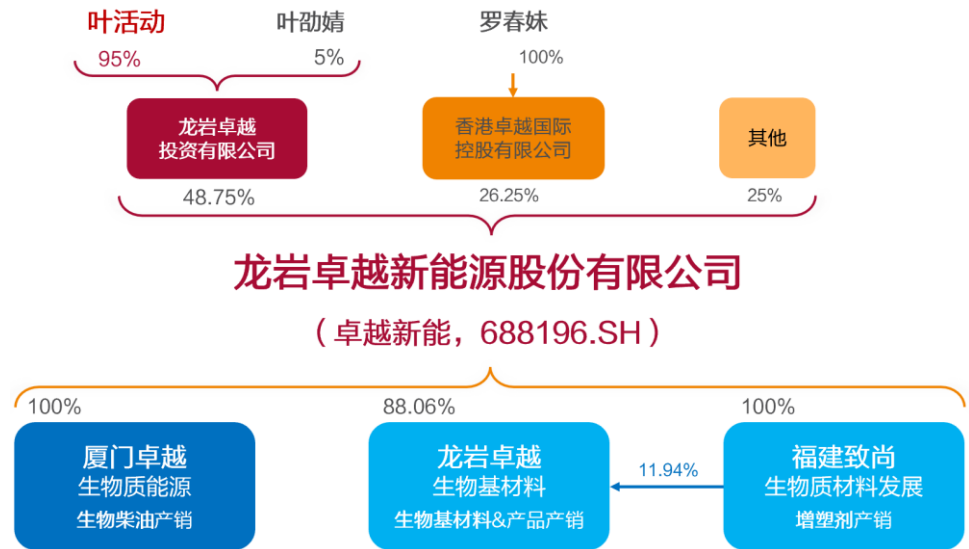 叶活动
叶劭婧
罗春妹
95%
5%
100%
龙岩卓越
投资有限公司
香港卓越国际
控股有限公司
其他
48.75%
26.25%
25%
龙岩卓越新能源股份有限公司
（卓越新能，688196.SH）
100%
88.06%
100%
厦门卓越
生物质能源
生物柴油产销
龙岩卓越
生物基材料
生物基材料&产品产销
11.94%
福建致尚
生物质材料发展
增塑剂产销